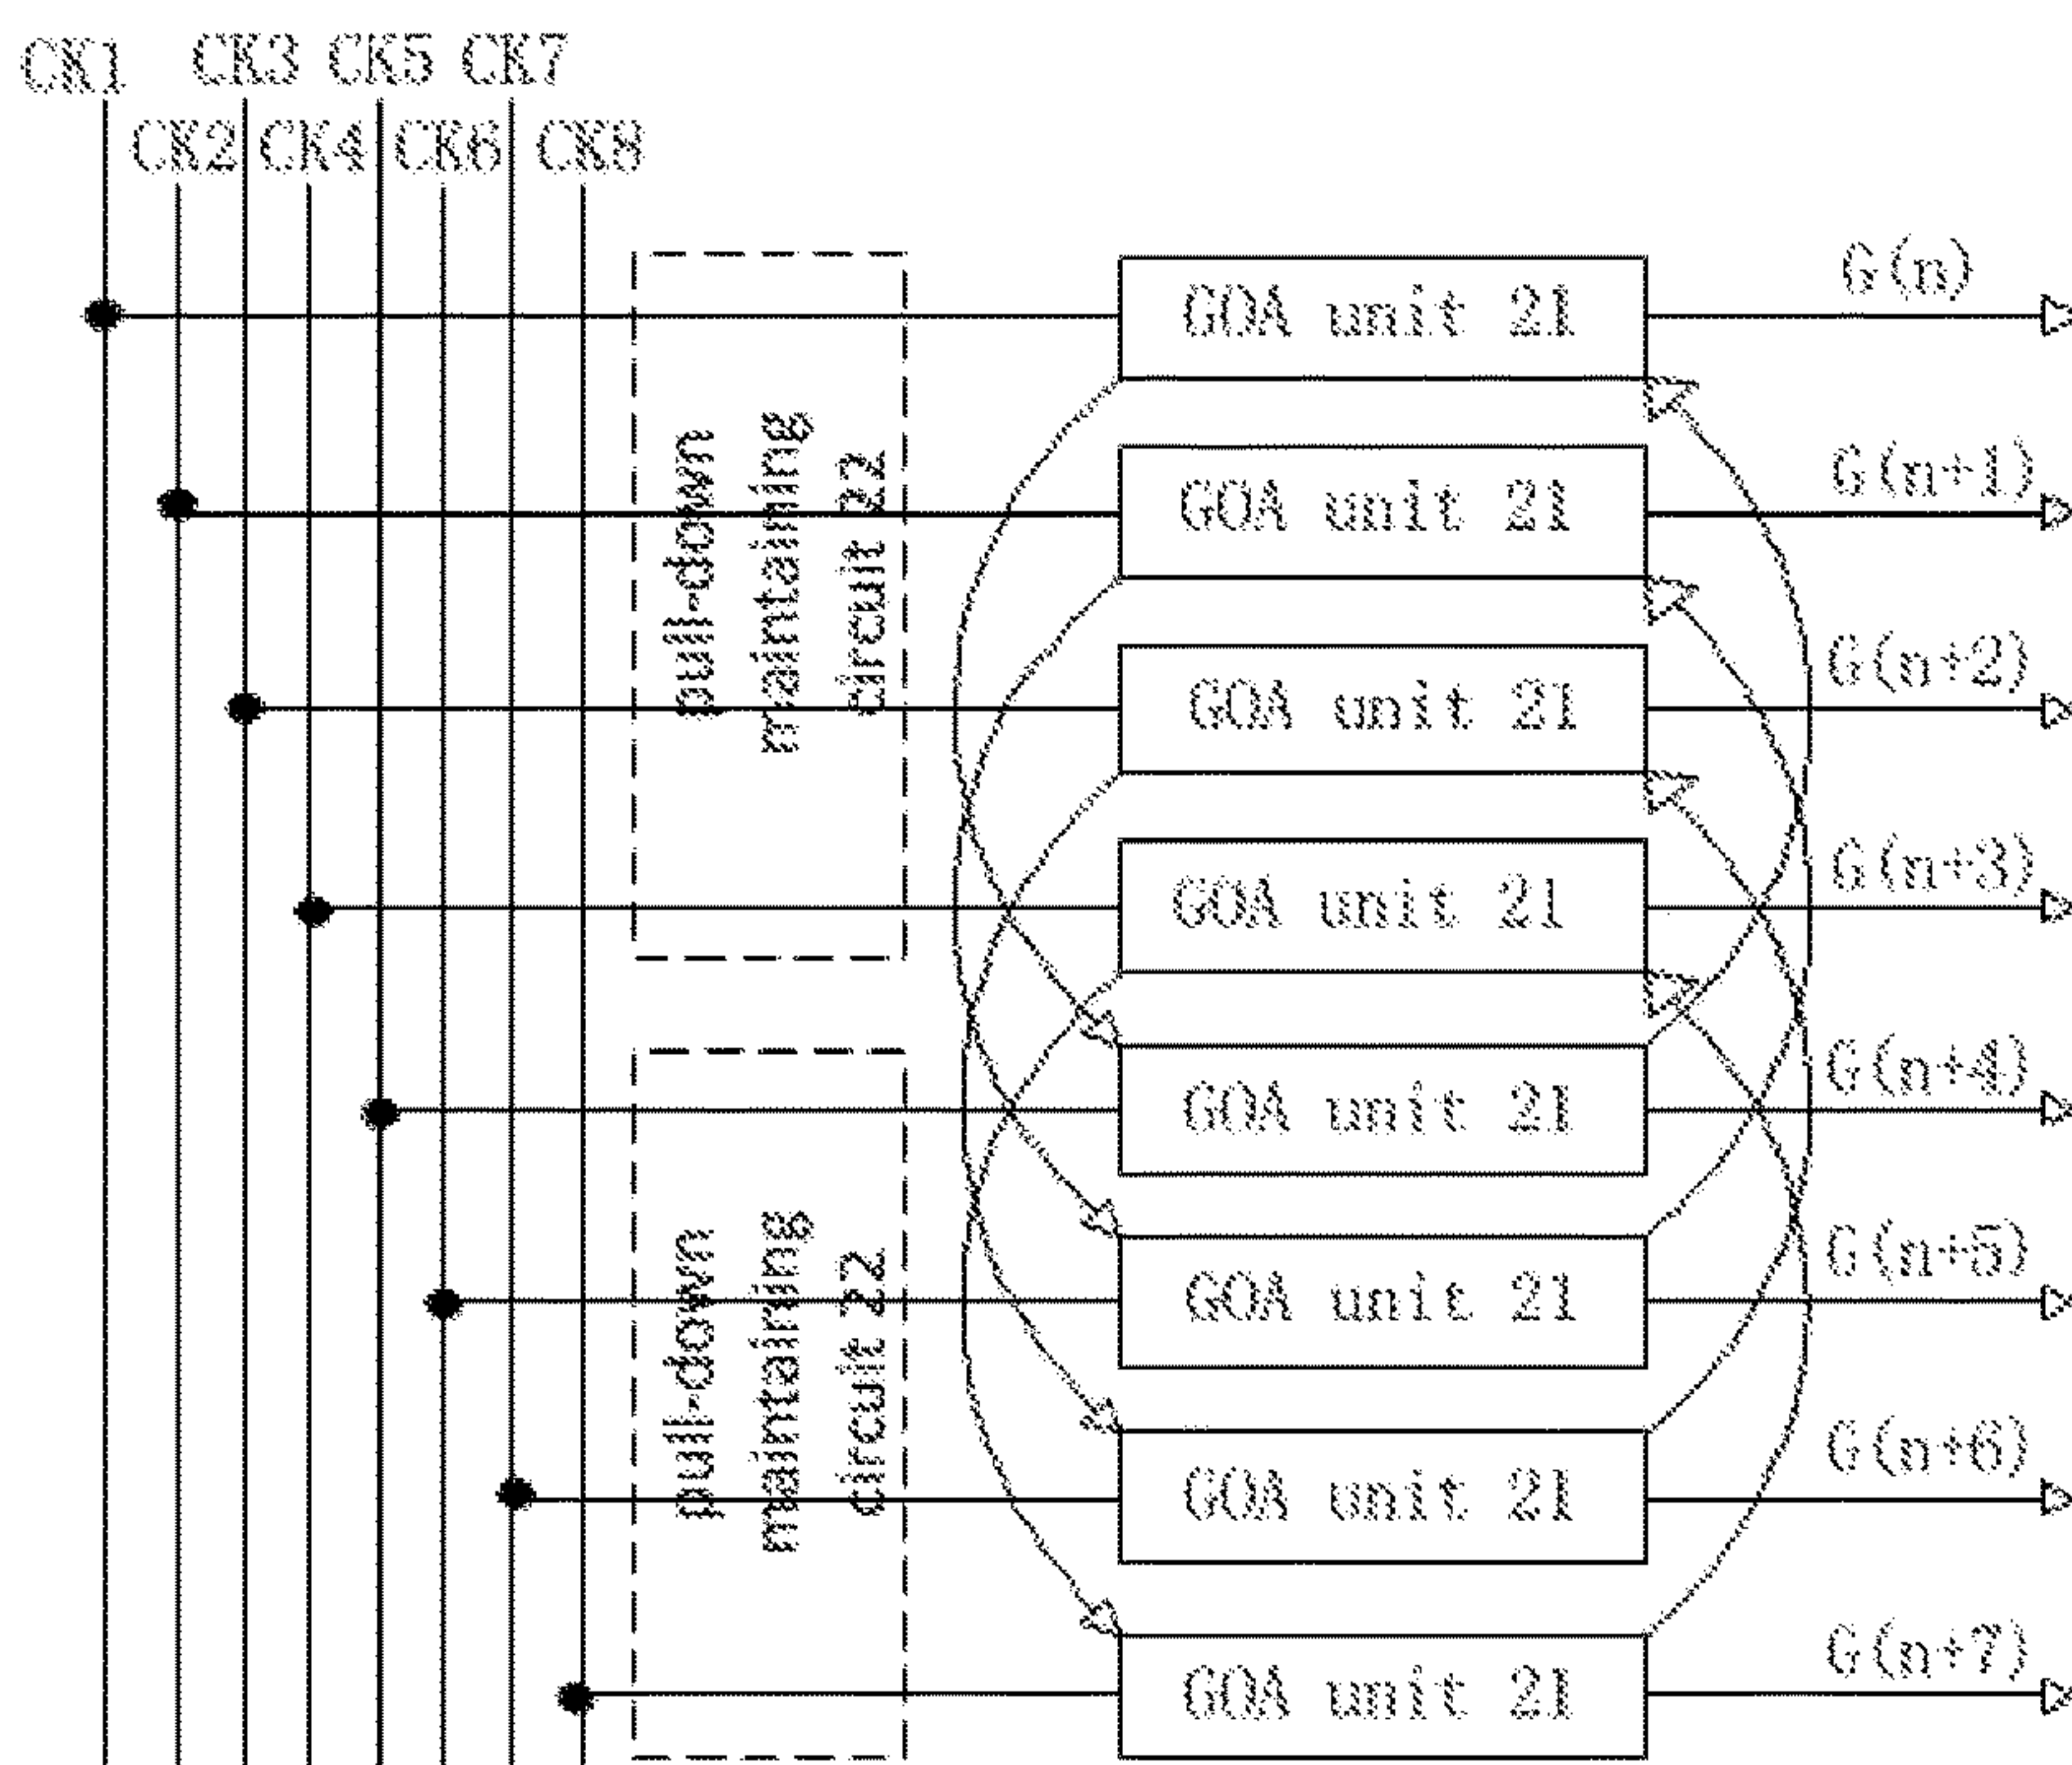 CK1 CK3 CK5 CK7
CK2 CK4 CK6 CK8
pull-down
maintaining
circuit 22
GOA unit 21
G(n)
GOA unit 21
G(n+1)
GOA unit 21
G(n+2)
GOA unit 21
G(n+3)
pull-down
maintaining
circuit 22
GOA unit 21
G(n+4)
GOA unit 21
G(n+5)
GOA unit 21
G(n+6)
GOA unit 21
G(n+7)